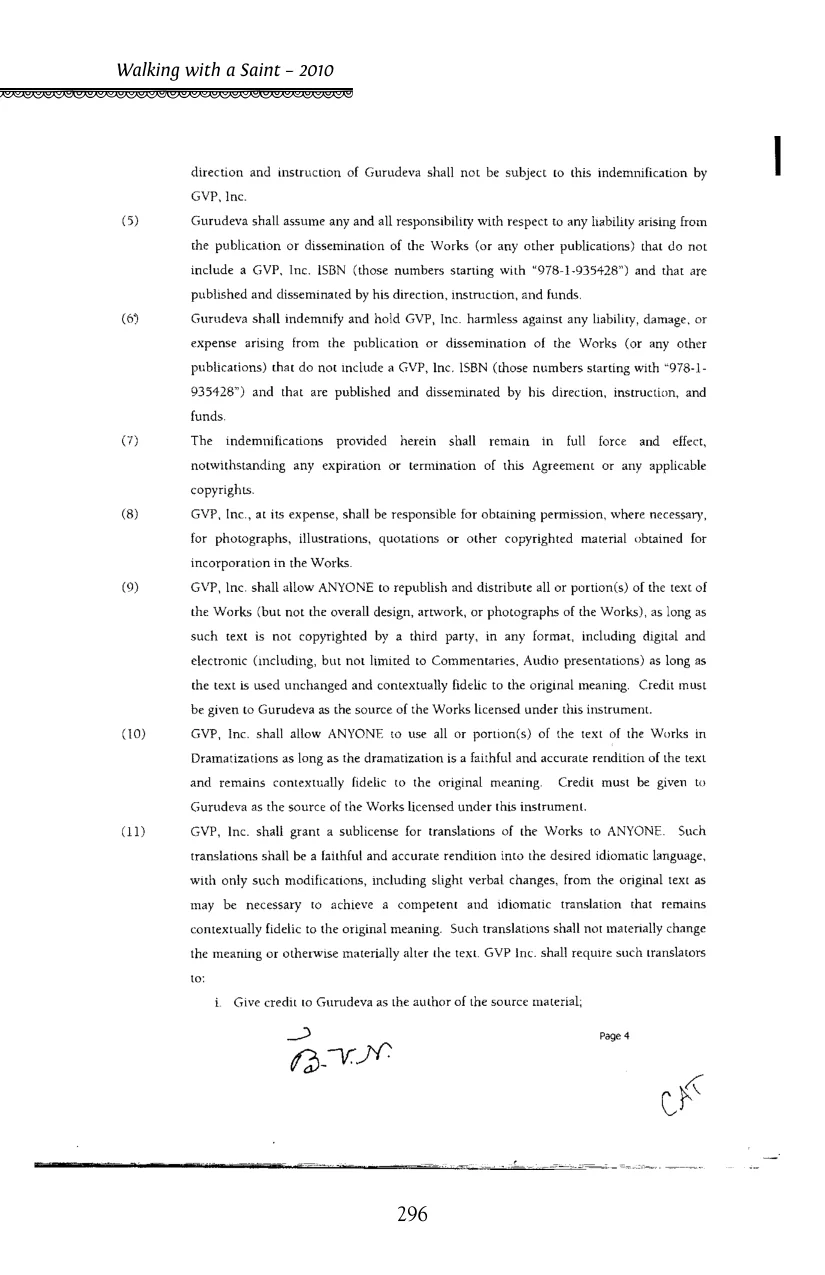 Walking with a Saint – 2010
direction and instruction of Gurudeva shall not be subject to this indemnification by
GVP, Inc.
(5) Gurudeva shall assume any and all responsibility with respect to any liability arising from
the publication or dissemination of the Works (or any other publications) that do not
include a GVP, Inc. ISBN (those numbers starting with “978-1-935428”) and that are
published and disseminated by his direction, instruction, and funds.
(6) Gurudeva shall indemnify and hold GVP, Inc. harmless against any liability, damage, or
expense arising from the publication or dissemination of the Works (or any other
publications) that do not include a GVP, Inc. ISBN (those numbers starting with “978-1-
935428”) and that are published and disseminated by his direction, instruction, and
funds.
(7) The indemnifications provided herein shall remain in full force and effect,
notwithstanding any expiration or termination of this Agreement or any applicable
copyrights.
(8) GVP, Inc., at its expense, shall be responsible for obtaining permission, where necessary,
for photographs, illustrations, quotations or other copyrighted material obtained for
incorporation in the Works.
(9) GVP, Inc. shall allow ANYONE to republish and distribute all or portion(s) of the text of
the Works (but not the overall design, artwork, or photographs of the Works), as long as
such text is not copyrighted by a third party, in any format, including digital and
electronic (including, but not limited to Commentaries, Audio presentations) as long as
the text is used unchanged and contextually fidelic to the original meaning. Credit must
be given to Gurudeva as the source of the Works licensed under this instrument.
(10) GVP, Inc. shall allow ANYONE to use all or portion(s) of the text of the Works in
Dramatizations as long as the dramatization is a faithful and accurate rendition of the text
and remains contextually fidelic to the original meaning. Credit must be given to
Gurudeva as the source of the Works licensed under this instrument.
(11) GVP, Inc. shall grant a sublicense for translations of the Works to ANYONE. Such
translations shall be a faithful and accurate rendition into the desired idiomatic language,
with only such modifications, including slight verbal changes, from the original text as
may be necessary to achieve a competent and idiomatic translation that remains
contextually fidelic to the original meaning. Such translations shall not materially change
the meaning or otherwise materially alter the text. GVP Inc. shall require such translators
to:
i. Give credit to Gurudeva as the author of the source material;
Page 4
B.V.N.
CAT
296